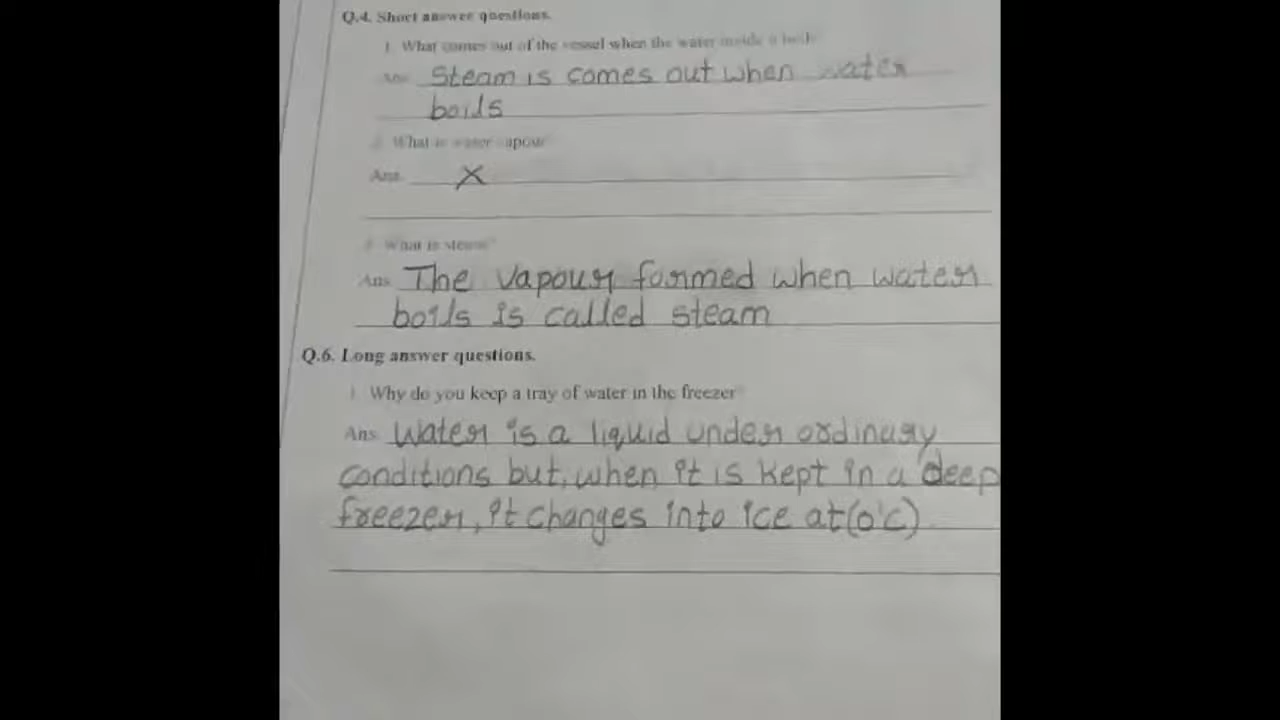 Q.4. Short answer questions.
1. What comes out of the vessel when the water inside it boils
Ans. Steam is comes out when water
boils
2. What is water vapour
Ans. X
3. What is steam?
Ans. The vapour formed when water
boils is called steam
Q.6. Long answer questions.
1. Why do you keep a tray of water in the freezer
Ans. Water is a liquid under ordinary
conditions but, when it is kept in a deep
freezer, it changes into ice at (0°C)